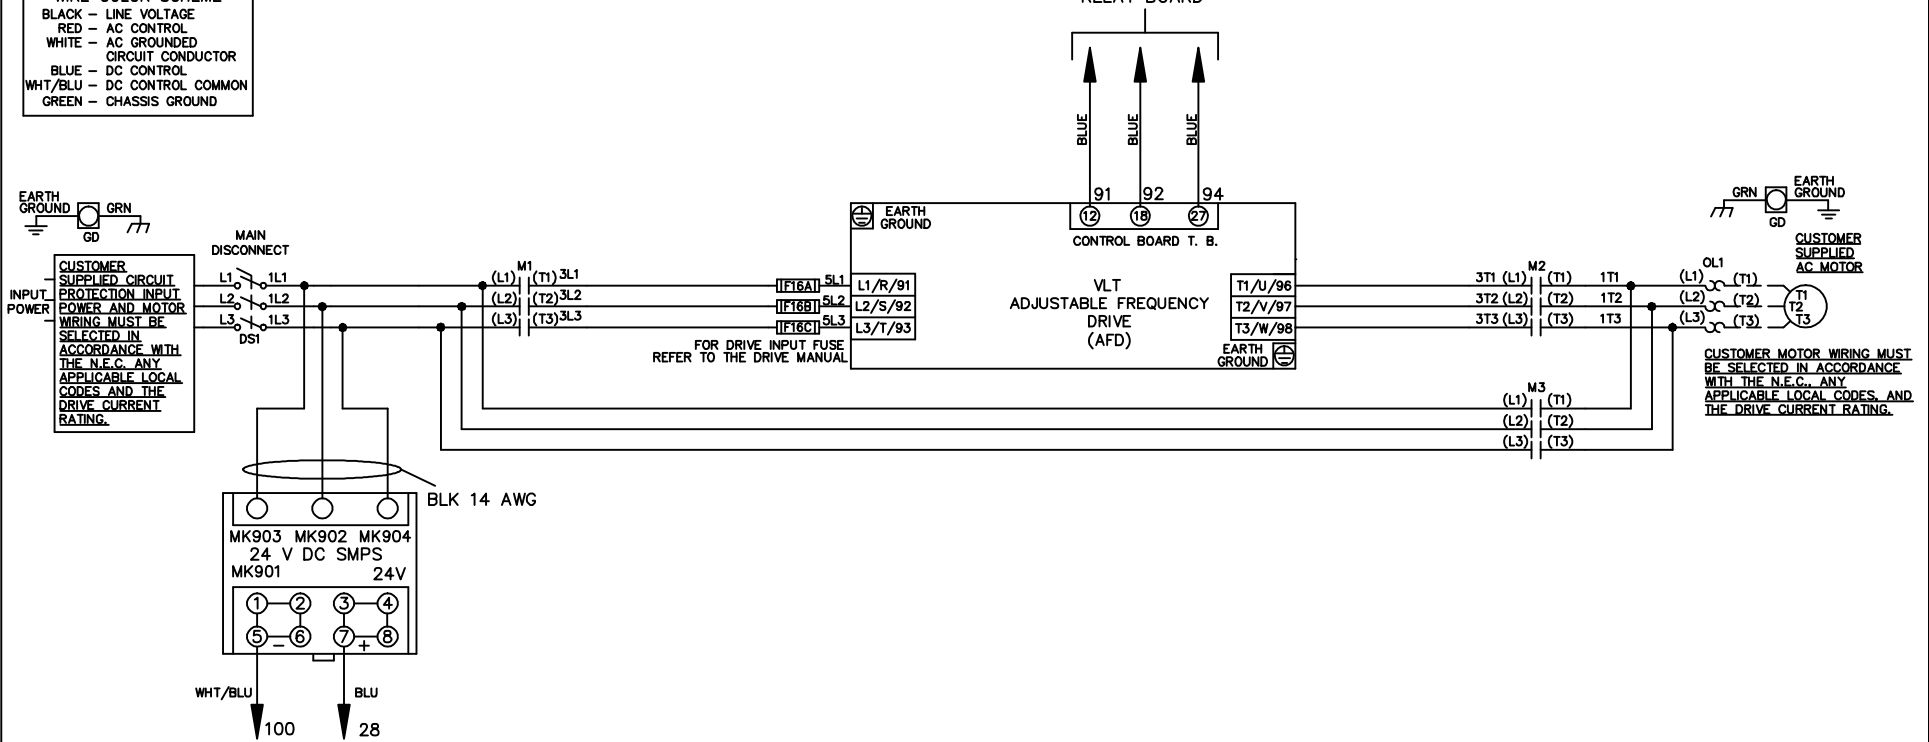 WIRE COLOR SCHEME
BLACK – LINE VOLTAGE
RED – AC CONTROL
WHITE – AC GROUNDED
CIRCUIT CONDUCTOR
BLUE – DC CONTROL
WHT/BLU – DC CONTROL COMMON
GREEN – CHASSIS GROUND
RELAY BOARD
BLUE
BLUE
BLUE
91
92
94
12
18
27
CONTROL BOARD T. B.
EARTH
GROUND
GRN
GD
MAIN
DISCONNECT
INPUT
POWER
CUSTOMER
SUPPLIED CIRCUIT
PROTECTION INPUT
POWER AND MOTOR
WIRING MUST BE
SELECTED IN
ACCORDANCE WITH
THE N.E.C. ANY
APPLICABLE LOCAL
CODES AND THE
DRIVE CURRENT
RATING.
L1 1L1
L2 1L2
L3 1L3
DS1
M1
(L1) (T1) 3L1
(L2) (T2) 3L2
(L3) (T3) 3L3
F16A 5L1
F16B 5L2
F16C 5L3
FOR DRIVE INPUT FUSE
REFER TO THE DRIVE MANUAL
EARTH
GROUND
L1/R/91
L2/S/92
L3/T/93
VLT
ADJUSTABLE FREQUENCY
DRIVE
(AFD)
T1/U/96
T2/V/97
T3/W/98
EARTH
GROUND
M2
3T1 (L1) (T1) 1T1
3T2 (L2) (T2) 1T2
3T3 (L3) (T3) 1T3
M3
(L1) (T1)
(L2) (T2)
(L3) (T3)
OL1
(L1) (T1)
(L2) (T2)
(L3) (T3)
T1
T2
T3
GRN
EARTH
GROUND
GD
CUSTOMER
SUPPLIED
AC MOTOR
CUSTOMER MOTOR WIRING MUST
BE SELECTED IN ACCORDANCE
WITH THE N.E.C., ANY
APPLICABLE LOCAL CODES, AND
THE DRIVE CURRENT RATING.
BLK 14 AWG
MK903 MK902 MK904
24 V DC SMPS
MK901 24V
1 2 3 4
5 6 7 8
– +
WHT/BLU BLU
100 28